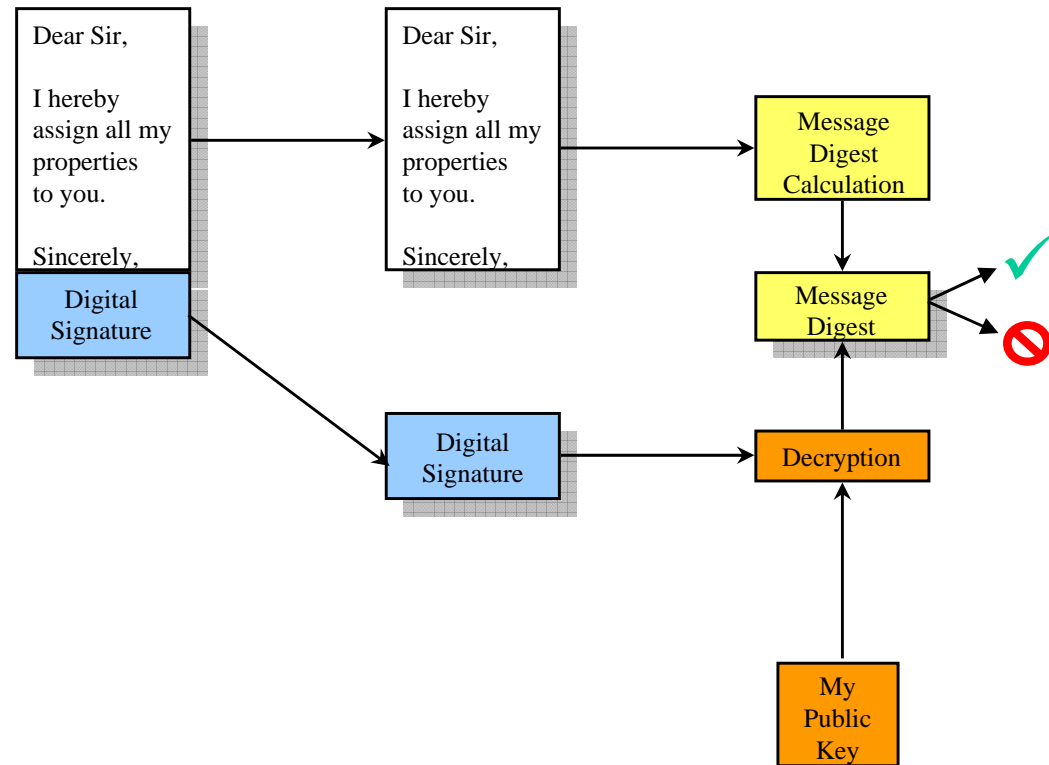 Dear Sir,
I hereby
assign all my
properties
to you.
Sincerely,
Digital
Signature
Dear Sir,
I hereby
assign all my
properties
to you.
Sincerely,
Digital
Signature
Message
Digest
Calculation
Message
Digest
Decryption
My
Public
Key